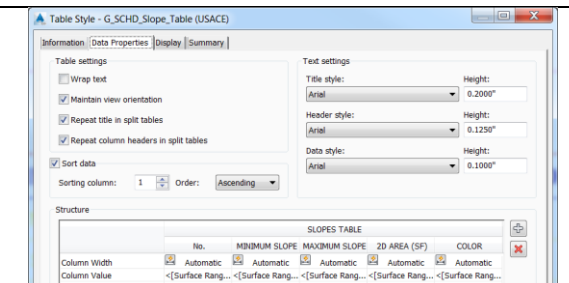 Table Style - G_SCHD_Slope_Table (USACE)
Information Data Properties Display Summary
Table settings
Wrap text
Maintain view orientation
Repeat title in split tables
Repeat column headers in split tables
Sort data
Sorting column: 1 Order: Ascending
Text settings
Title style: Height:
Arial 0.2000"
Header style: Height:
Arial 0.1250"
Data style: Height:
Arial 0.1000"
Structure
SLOPES TABLE
No. MINIMUM SLOPE MAXIMUM SLOPE 2D AREA (SF) COLOR
Column Width Automatic Automatic Automatic Automatic Automatic
Column Value <[Surface Rang... <[Surface Rang... <[Surface Rang... <[Surface Rang... <[Surface Rang...